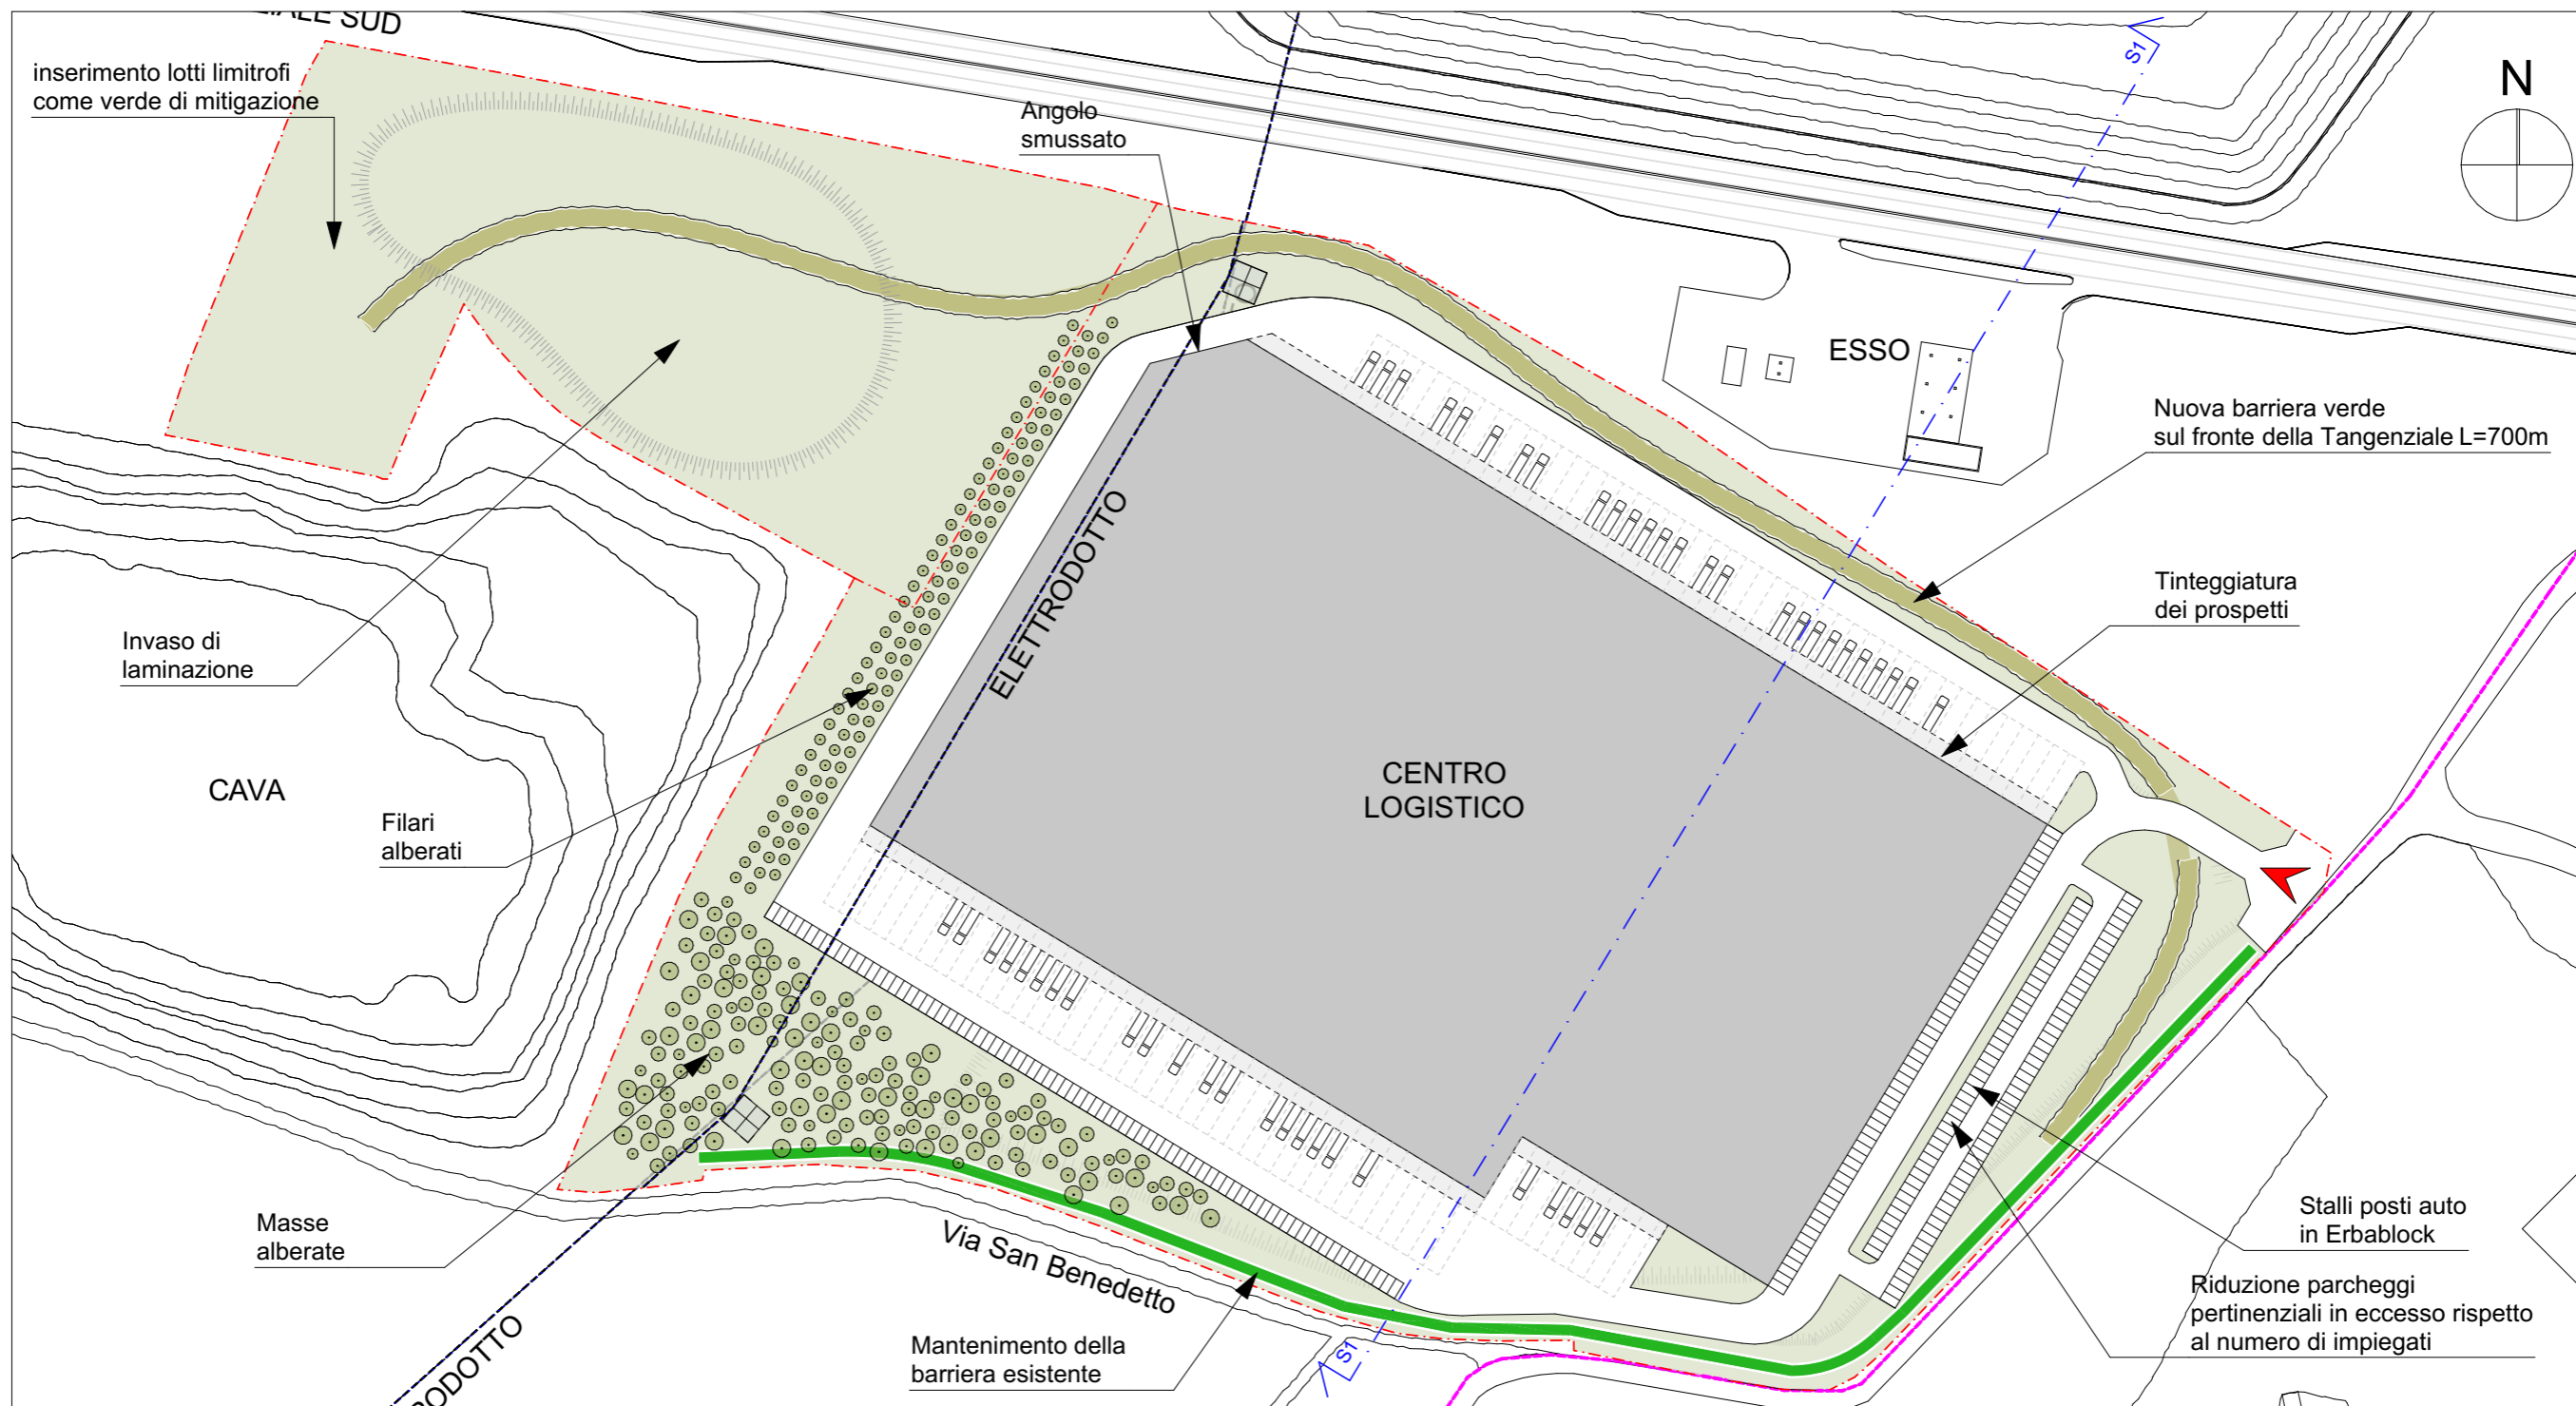 SUD
inserimento lotti limitrofi
come verde di mitigazione
Angolo
smussato
S1
N
ESSO
Nuova barriera verde
sul fronte della Tangenziale L=700m
ELETTRODOTTO
Tinteggiatura
dei prospetti
Invaso di
laminazione
CAVA
CENTRO
LOGISTICO
Filari
alberati
Masse
alberate
Via San Benedetto
Stalli posti auto
in Erbablock
Riduzione parcheggi
pertinenziali in eccesso rispetto
al numero di impiegati
Mantenimento della
barriera esistente
S1
RODOTTO